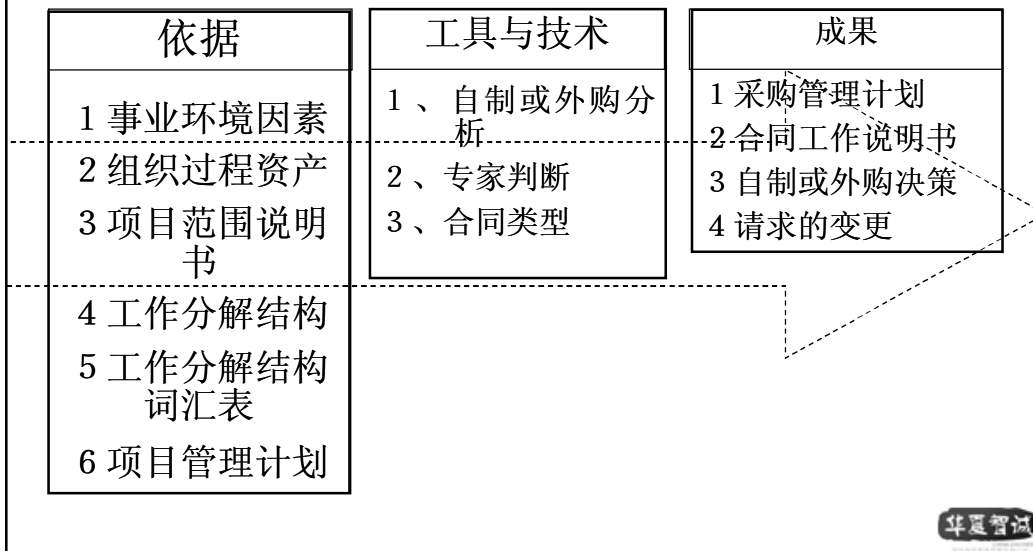 依据
1 事业环境因素
2 组织过程资产
3 项目范围说明
书
4 工作分解结构
5 工作分解结构
词汇表
6 项目管理计划
工具与技术
1 、自制或外购分
析
2 、专家判断
3 、合同类型
成果
1 采购管理计划
2 合同工作说明书
3 自制或外购决策
4 请求的变更
华夏智诚